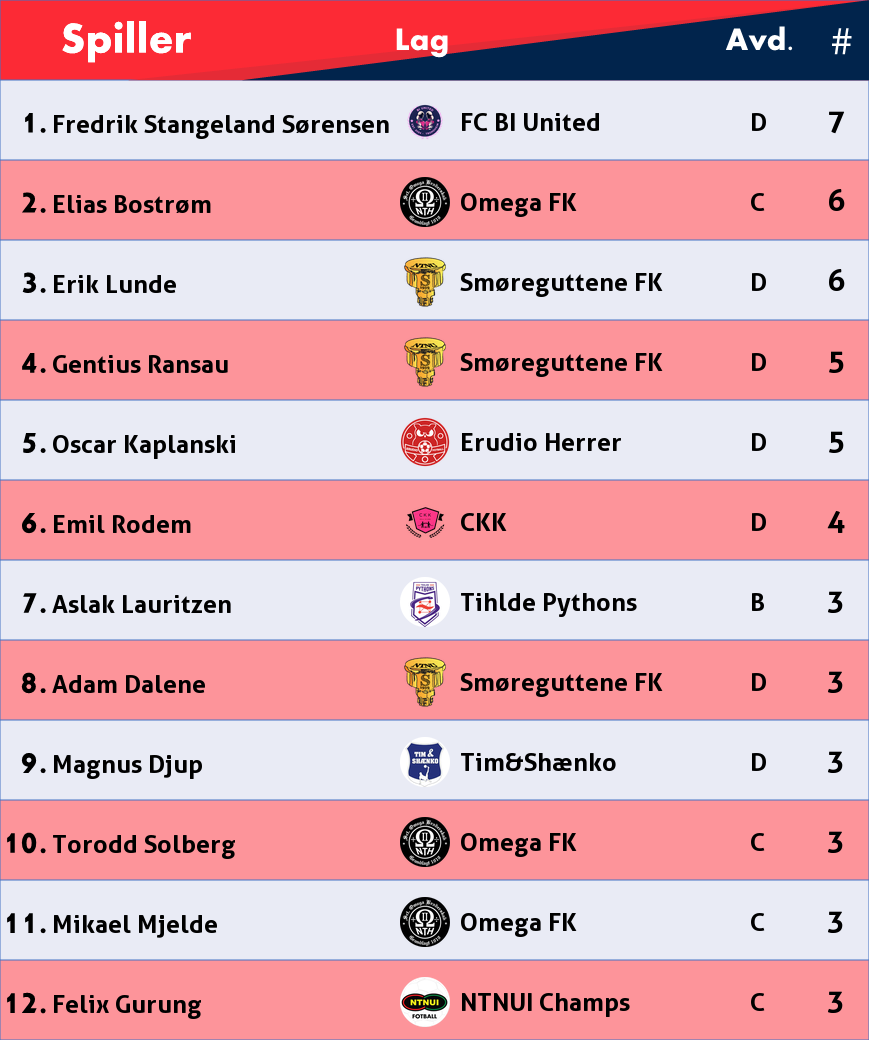 Spiller Lag Avd. #
1. Fredrik Stangeland Sørensen FC BI United D 7
2. Elias Bostrøm Omega FK C 6
3. Erik Lunde Smøreguttene FK D 6
4. Gentius Ransau Smøreguttene FK D 5
5. Oscar Kaplanski Erudio Herrer D 5
6. Emil Rodem CKK D 4
7. Aslak Lauritzen Tihlde Pythons B 3
8. Adam Dalene Smøreguttene FK D 3
9. Magnus Djup TIM & SHÆNKO Tim&Shænko D 3
10. Torodd Solberg Omega FK C 3
11. Mikael Mjelde Omega FK C 3
12. Felix Gurung NTNUI FOTBALL NTNUI Champs C 3